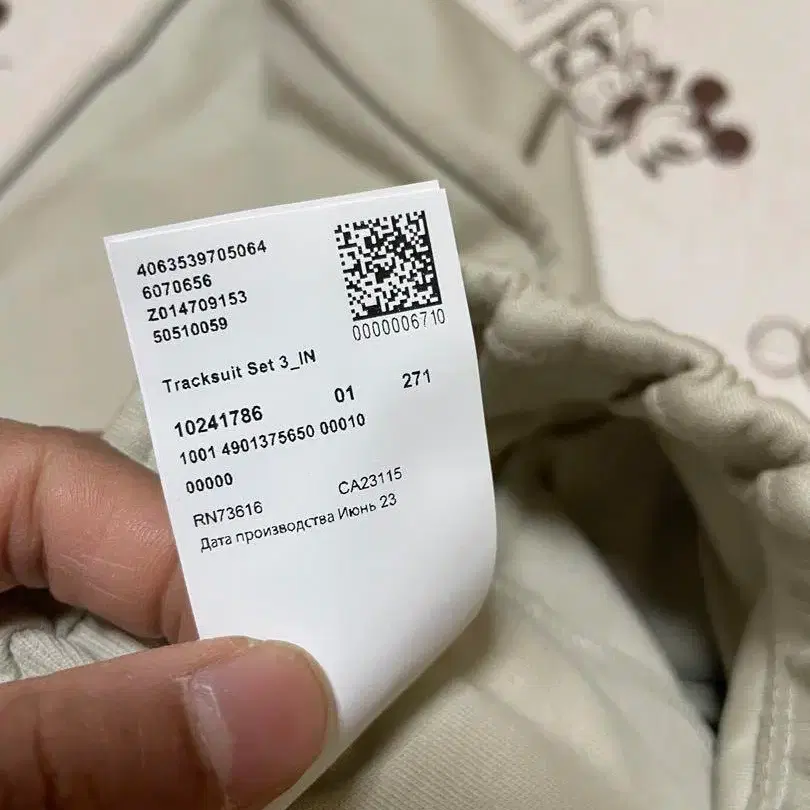 4063539705064
6070656
Z014709153
50510059
0000006710
Tracksuit Set 3_IN
10241786 01 271
1001 4901375650 00010
00000
RN73616 CA23115
Дата производства Июнь 23